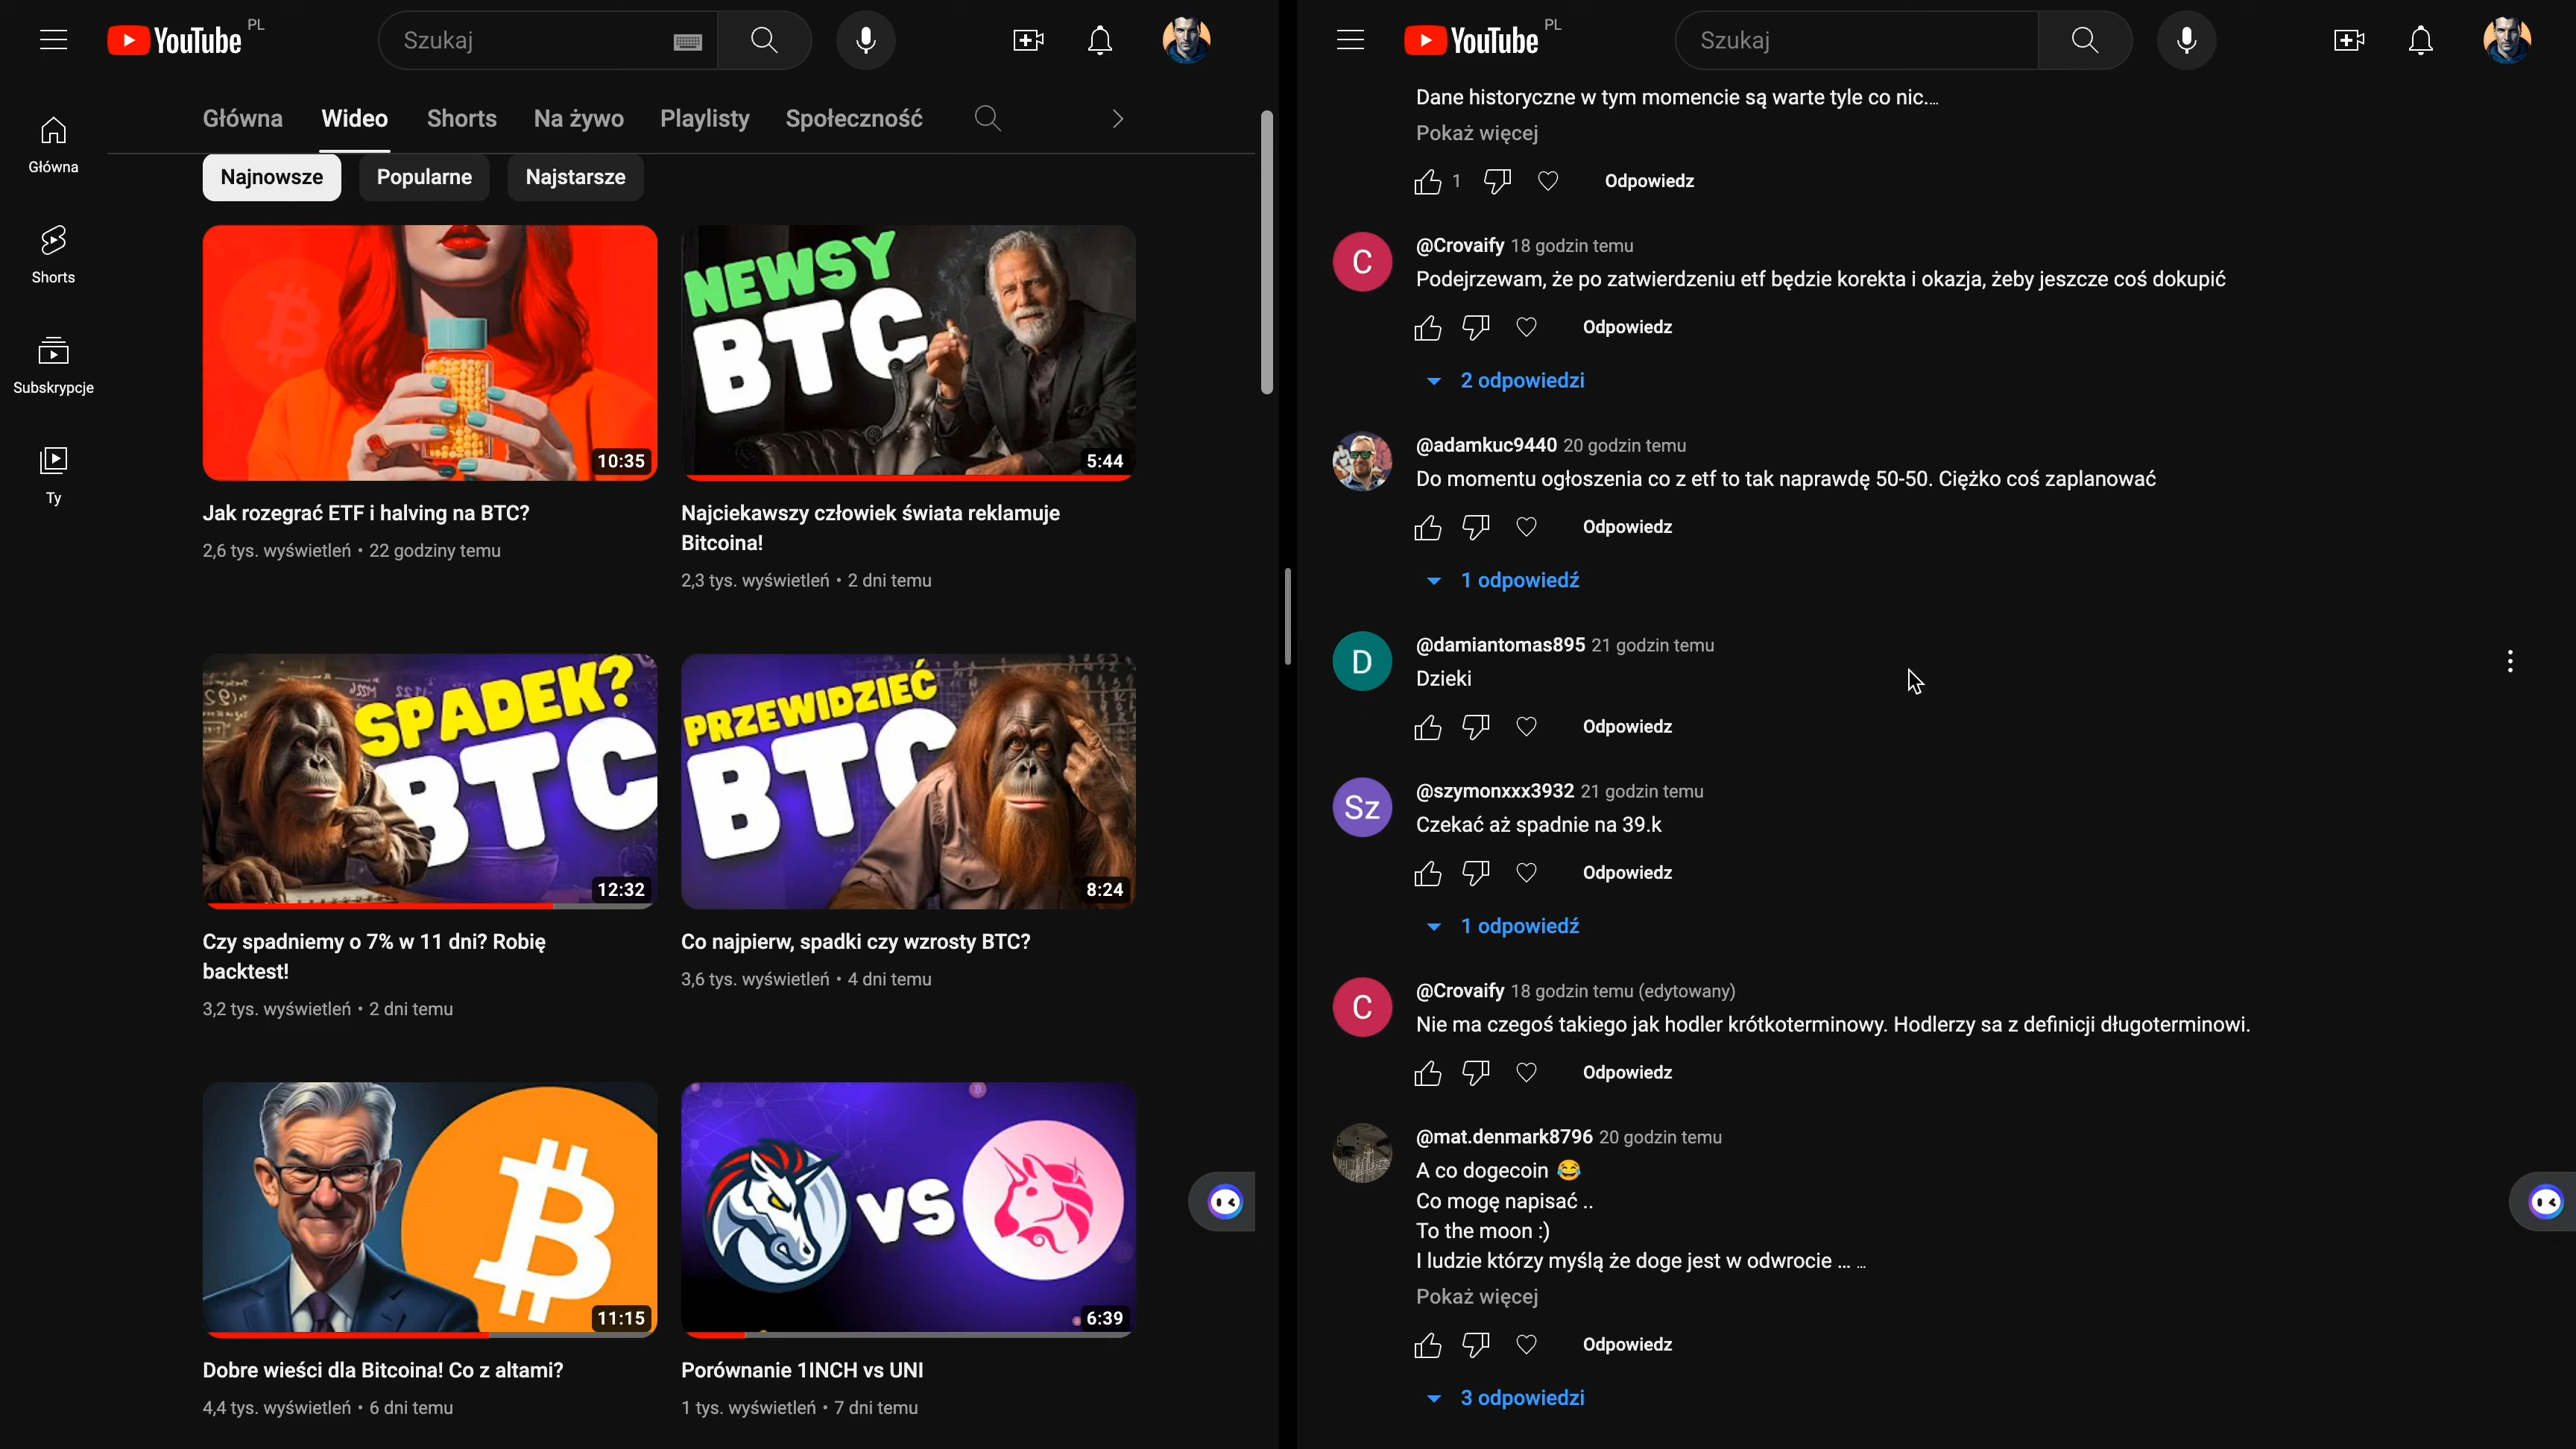 YouTube PL
Szukaj
Główna
Shorts
Subskrypcje
Ty
Główna Wideo Shorts Na żywo Playlisty Społeczność
Najnowsze Popularne Najstarsze
10:35
Jak rozegrać ETF i halving na BTC?
2,6 tys. wyświetleń • 22 godziny temu
NEWSY
BTC
5:44
Najciekawszy człowiek świata reklamuje
Bitcoina!
2,3 tys. wyświetleń • 2 dni temu
SPADEK?
BTC
12:32
Czy spadniemy o 7% w 11 dni? Robię
backtest!
3,2 tys. wyświetleń • 2 dni temu
PRZEWIDZIEĆ
BTC
8:24
Co najpierw, spadki czy wzrosty BTC?
3,6 tys. wyświetleń • 4 dni temu
11:15
Dobre wieści dla Bitcoina! Co z altami?
4,4 tys. wyświetleń • 6 dni temu
VS
6:39
Porównanie 1INCH vs UNI
1 tys. wyświetleń • 7 dni temu
YouTube PL
Szukaj
Dane historyczne w tym momencie są warte tyle co nic....
Pokaż więcej
1 Odpowiedz
C
@Crovaify 18 godzin temu
Podejrzewam, że po zatwierdzeniu etf będzie korekta i okazja, żeby jeszcze coś dokupić
Odpowiedz
2 odpowiedzi
@adamkuc9440 20 godzin temu
Do momentu ogłoszenia co z etf to tak naprawdę 50-50. Ciężko coś zaplanować
Odpowiedz
1 odpowiedź
D
@damiantomas895 21 godzin temu
Dzieki
Odpowiedz
Sz
@szymonxxx3932 21 godzin temu
Czekać aż spadnie na 39.k
Odpowiedz
1 odpowiedź
C
@Crovaify 18 godzin temu (edytowany)
Nie ma czegoś takiego jak hodler krótkoterminowy. Hodlerzy sa z definicji długoterminowi.
Odpowiedz
@mat.denmark8796 20 godzin temu
A co dogecoin 😂
Co mogę napisać ..
To the moon :)
I ludzie którzy myślą że doge jest w odwrocie ... ...
Pokaż więcej
Odpowiedz
3 odpowiedzi